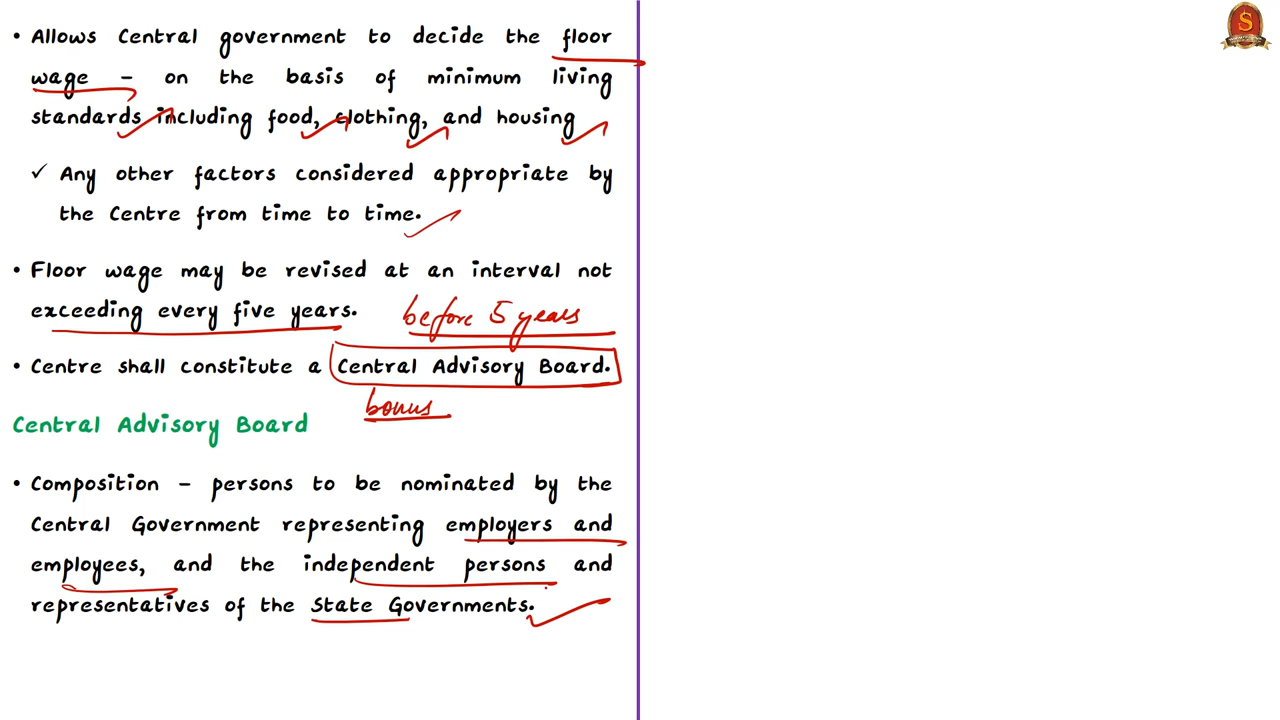 • Allows Central government to decide the floor
wage – on the basis of minimum living
standards including food, clothing, and housing
✓ Any other factors considered appropriate by
the Centre from time to time.
• Floor wage may be revised at an interval not
exceeding every five years. before 5 years
• Centre shall constitute a Central Advisory Board.
bonus
Central Advisory Board
• Composition – persons to be nominated by the
Central Government representing employers and
employees, and the independent persons and
representatives of the State Governments.
S